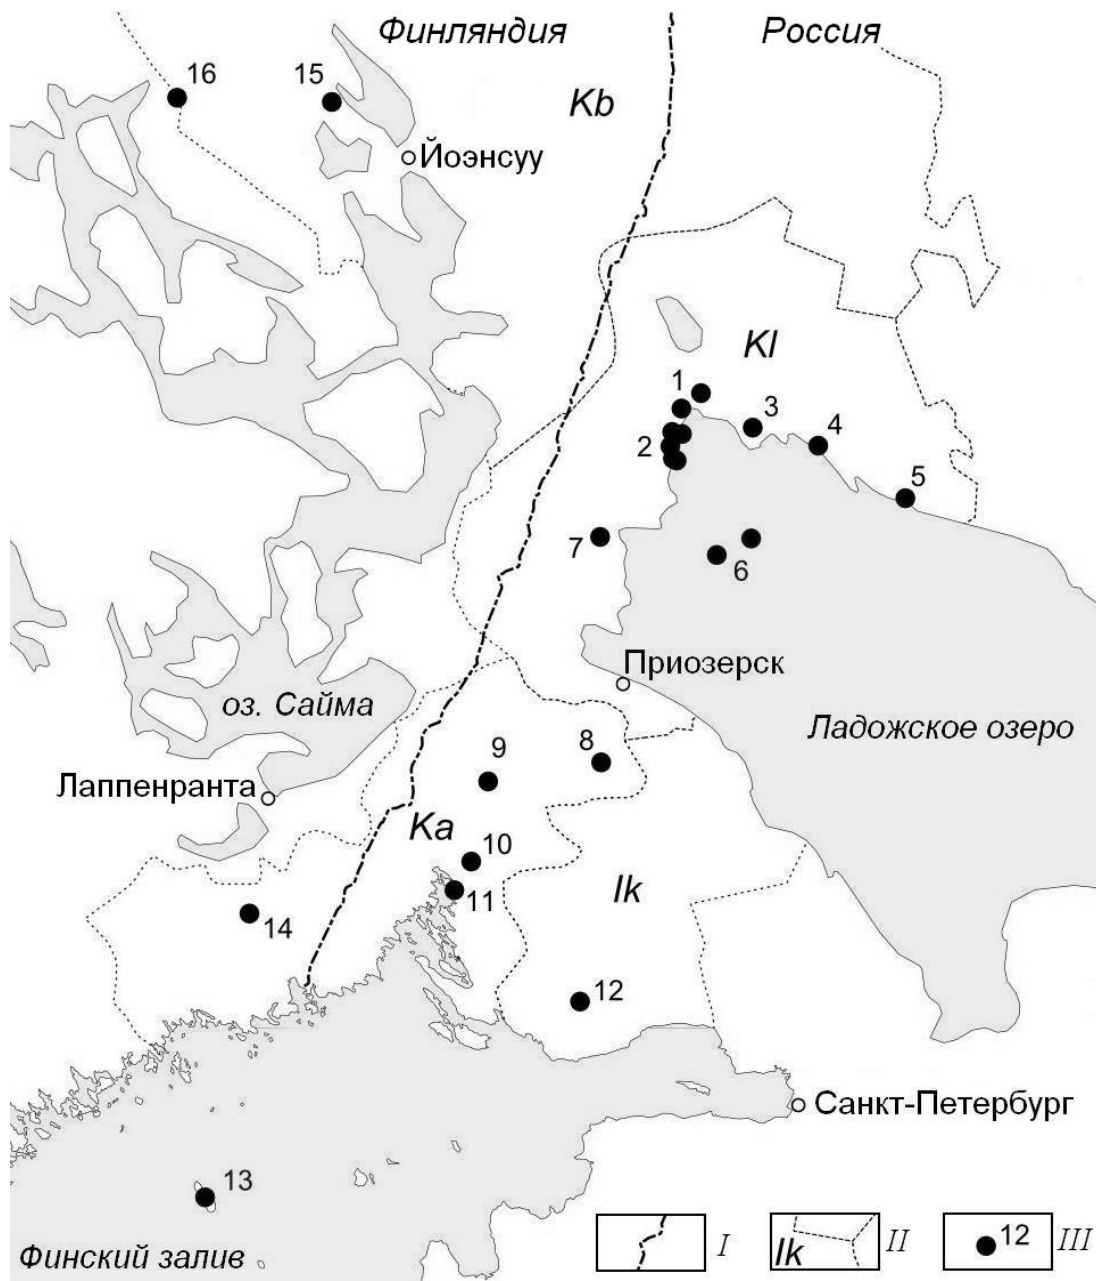 Финляндия
Россия
16
15
Kb
Йоэнсуу
Kl
1
3
4
2
5
7
6
Приозерск
оз. Сайма
Ладожское озеро
9
8
Лаппенранта
Ka
10
Ik
11
14
12
Санкт-Петербург
13
Финский залив
I
Ik
II
12
III